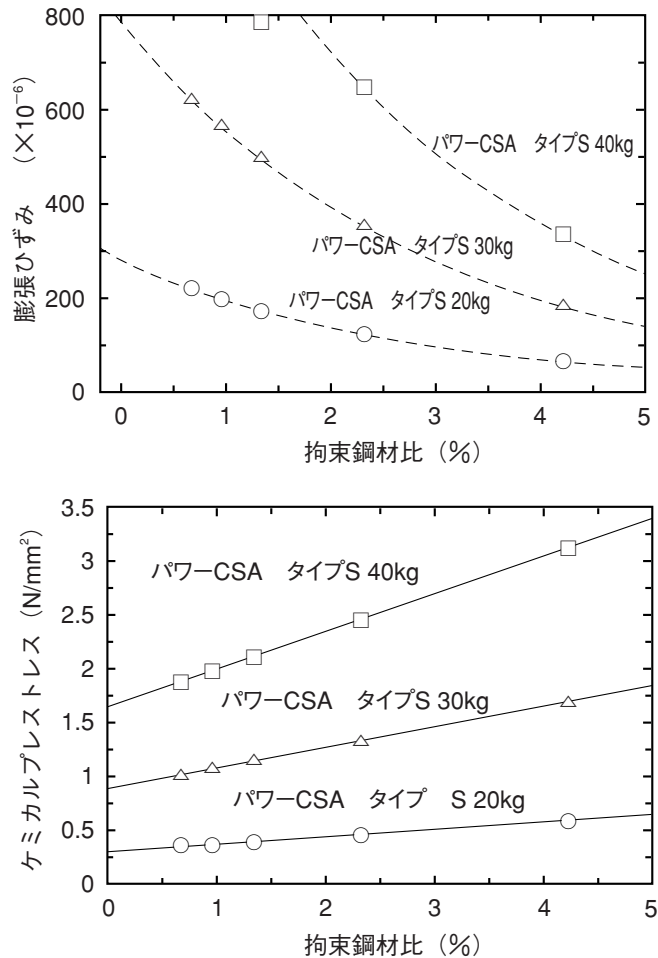 800
600
400
200
0
膨張ひずみ (×10⁻⁶)
パワーCSA タイプS 40kg
パワーCSA タイプS 30kg
パワーCSA タイプS 20kg
0 1 2 3 4 5
拘束鋼材比(%)
3.5
3
2.5
2
1.5
1
0.5
0
ケミカルプレストレス(N/mm²)
パワーCSA タイプS 40kg
パワーCSA タイプS 30kg
パワーCSA タイプ S 20kg
0 1 2 3 4 5
拘束鋼材比(%)